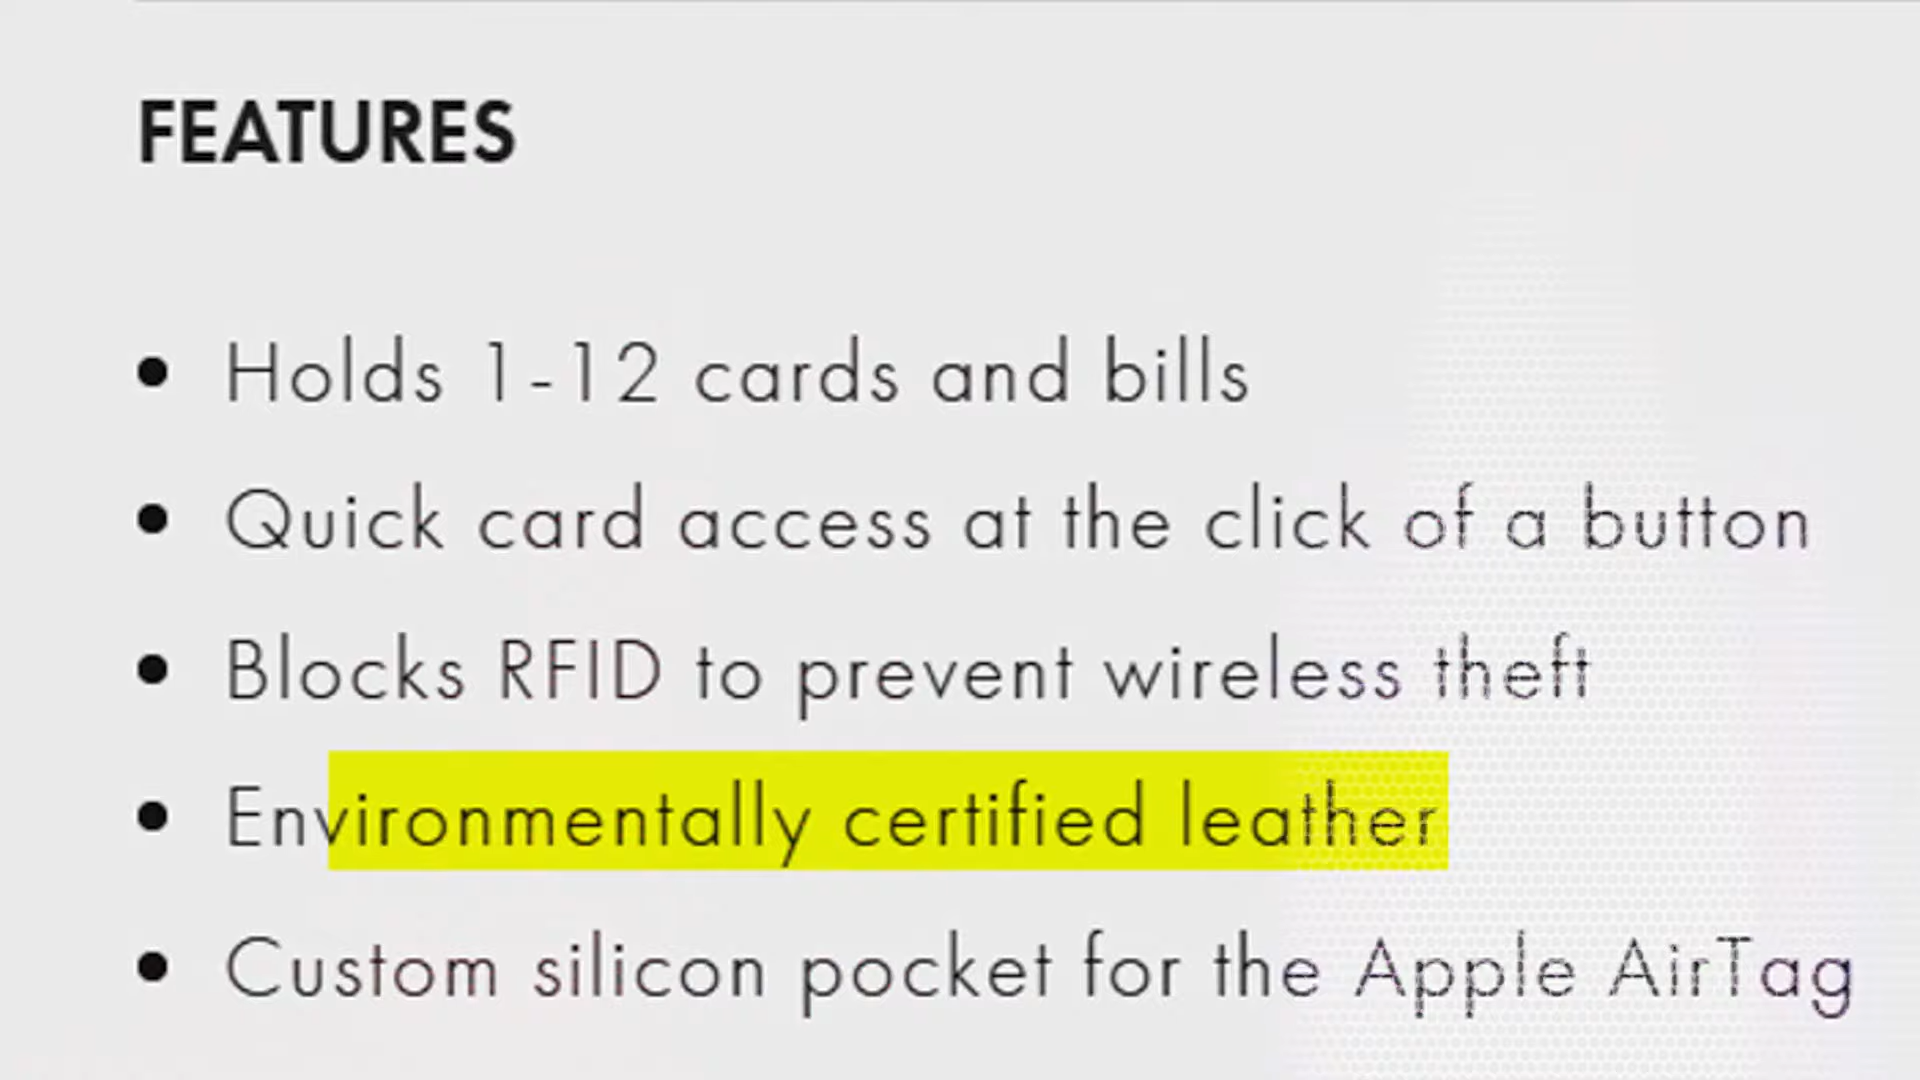 FEATURES
• Holds 1-12 cards and bills
• Quick card access at the click of a button
• Blocks RFID to prevent wireless theft
• Environmentally certified leather
• Custom silicon pocket for the Apple AirTag